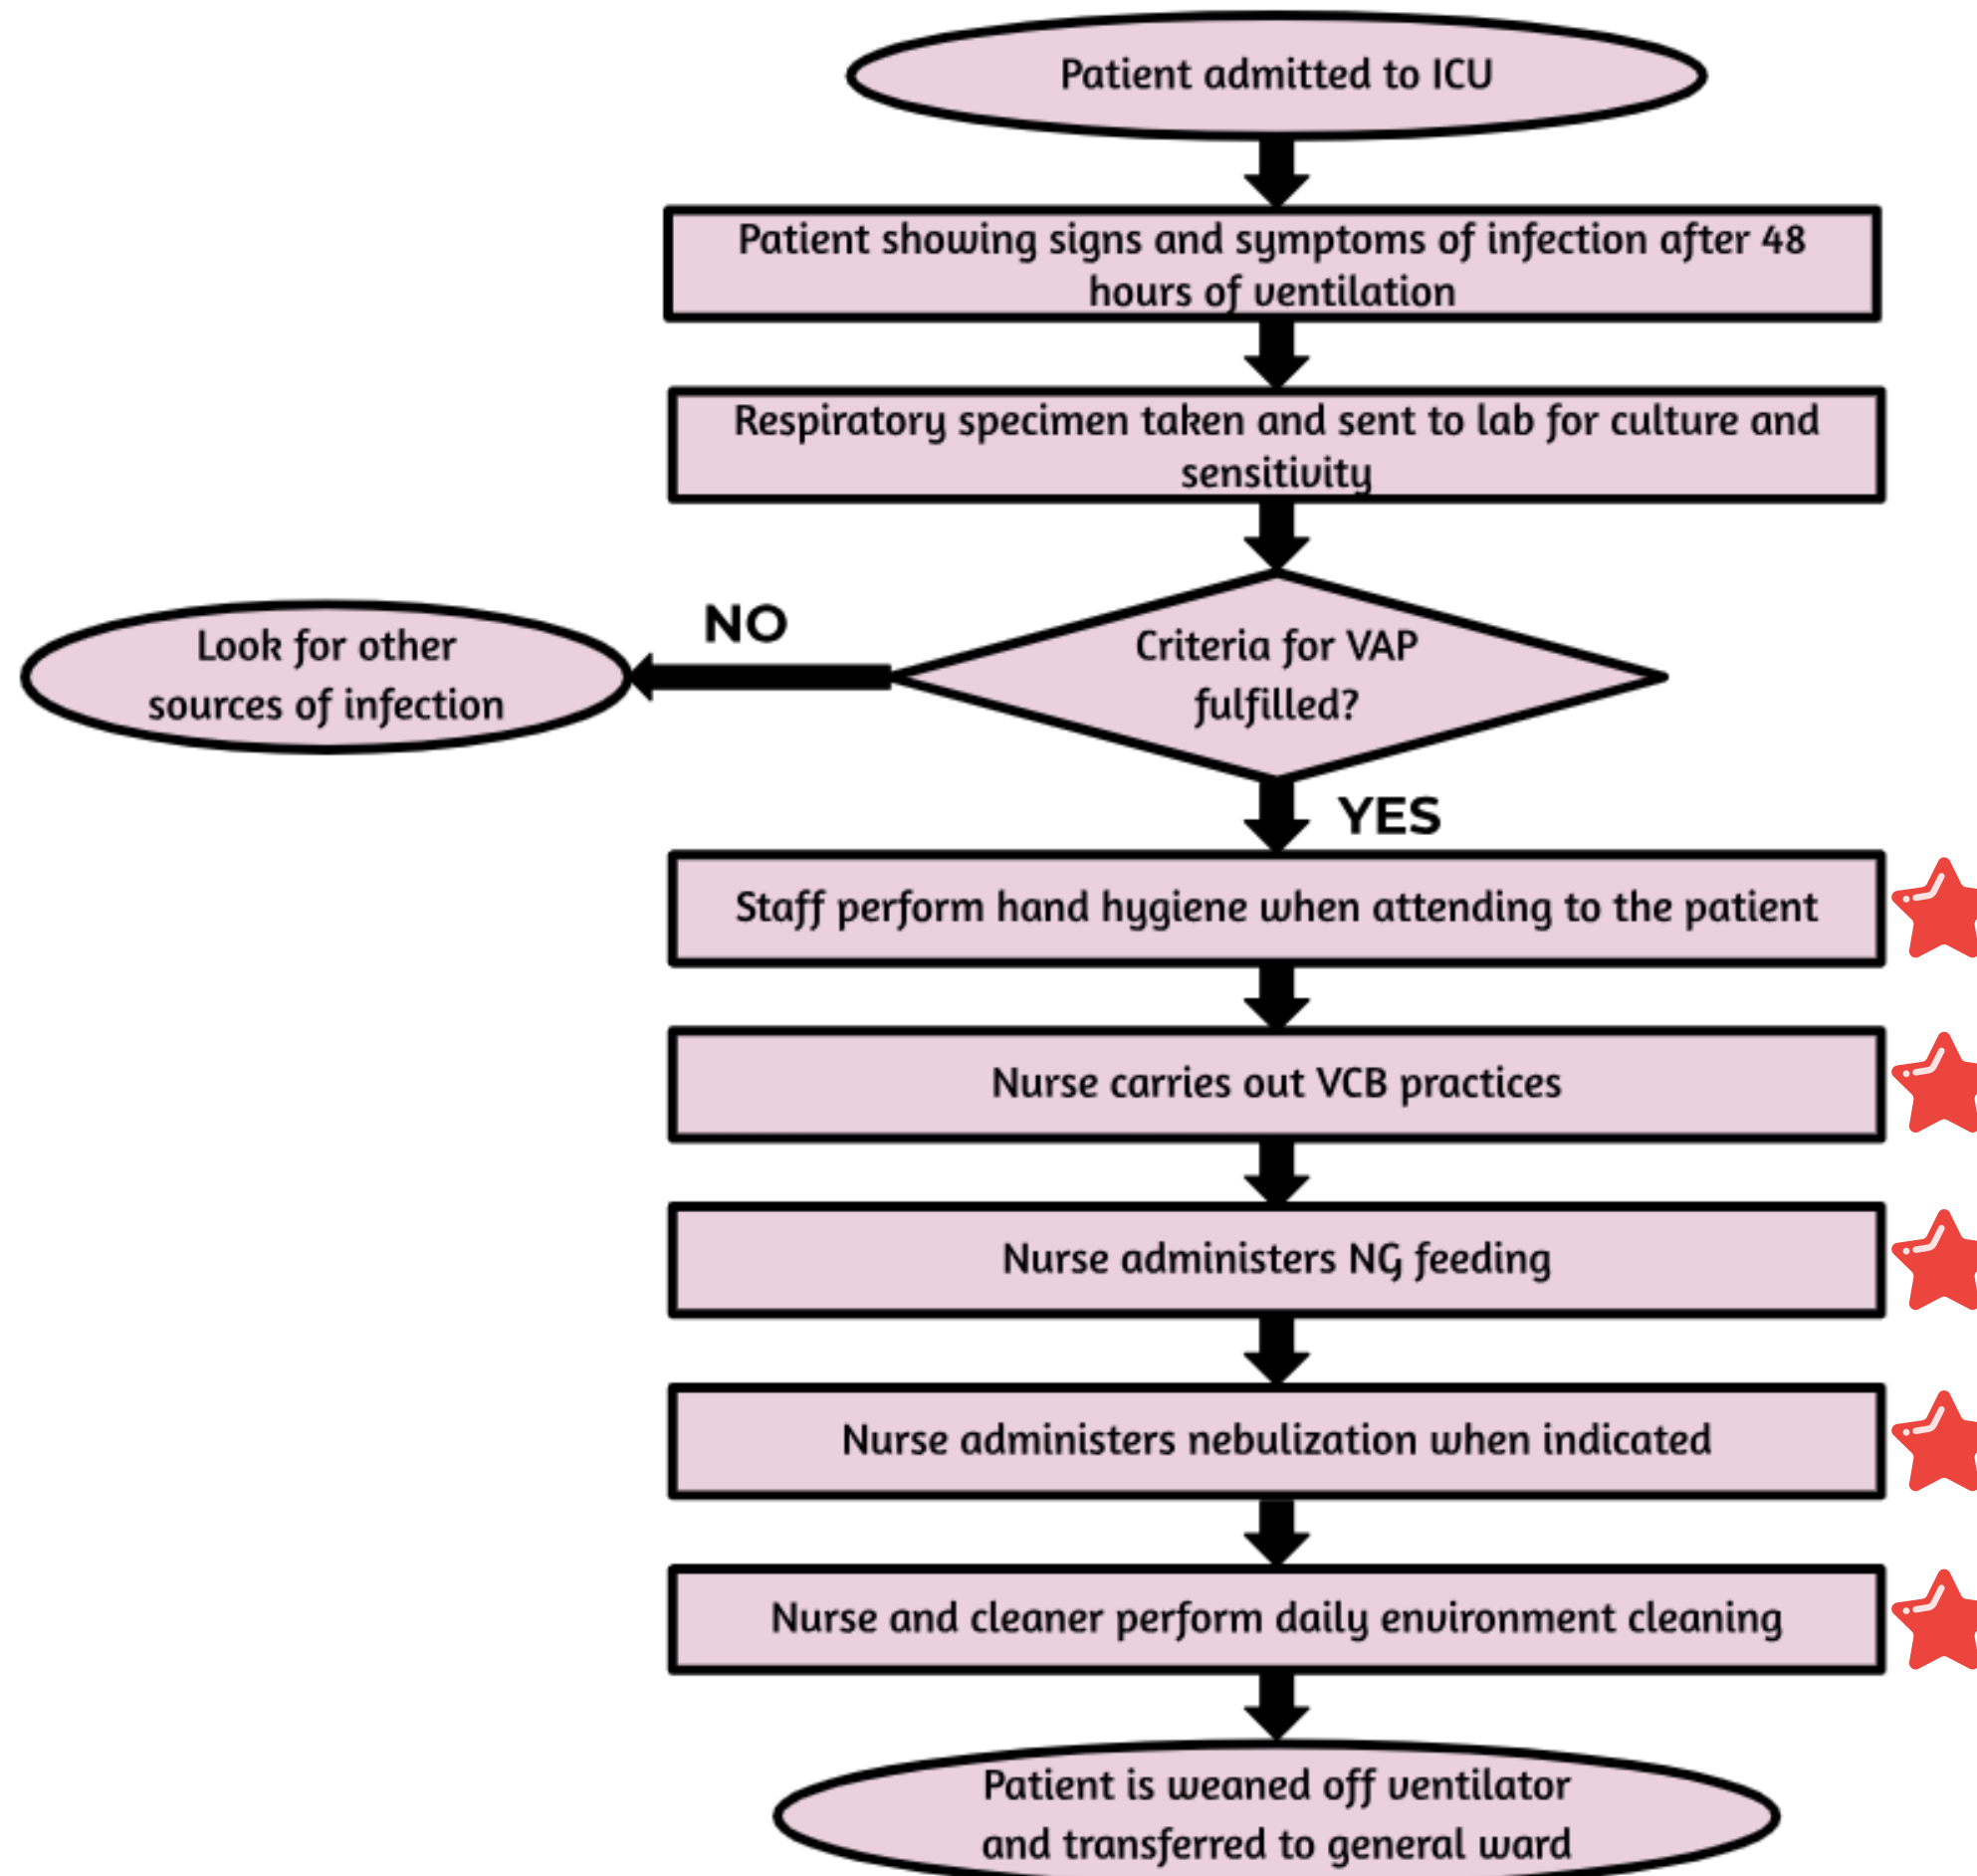 Patient admitted to ICU
Patient showing signs and symptoms of infection after 48
hours of ventilation
Respiratory specimen taken and sent to lab for culture and
sensitivity
NO
Look for other
sources of infection
Criteria for VAP
fulfilled?
YES
Staff perform hand hygiene when attending to the patient
Nurse carries out VCB practices
Nurse administers NG feeding
Nurse administers nebulization when indicated
Nurse and cleaner perform daily environment cleaning
Patient is weaned off ventilator
and transferred to general ward